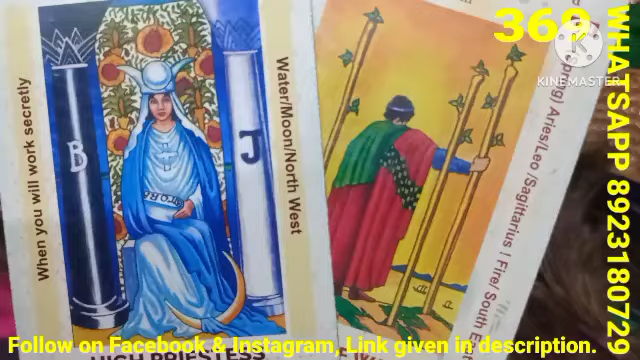 When you will work secretly
B
J
TORA
Water/Moon/North West
HIGH PRIESTESS
369
K
KINEMASTER
Aries/Leo/Sagittarius | Fire/ South
WHATSAPP 8923180729
Follow on Facebook & Instagram, Link given in description.